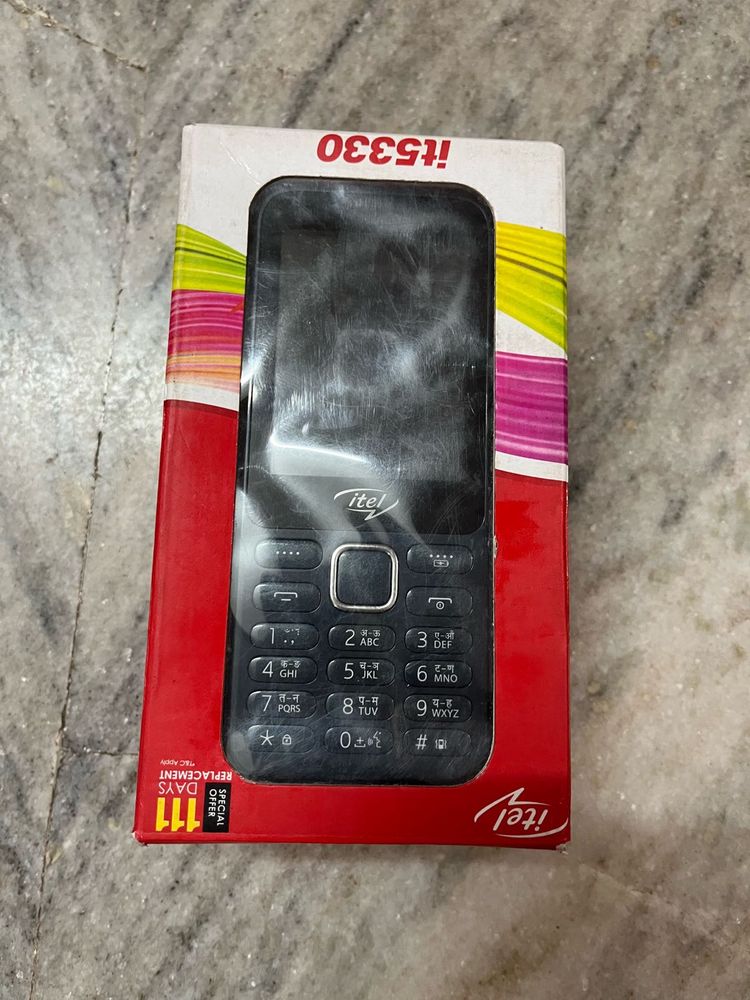 it5330
itel
1
2 अ-ऊ ABC
3 ए-औ DEF
4 क-ङ GHI
5 च-ञ JKL
6 ट-ण MNO
7 त-न PQRS
8 प-म TUV
9 य-ह WXYZ
*
0 +
#
SPECIAL
OFFER
111
DAYS
REPLACEMENT
*T&C Apply
itel